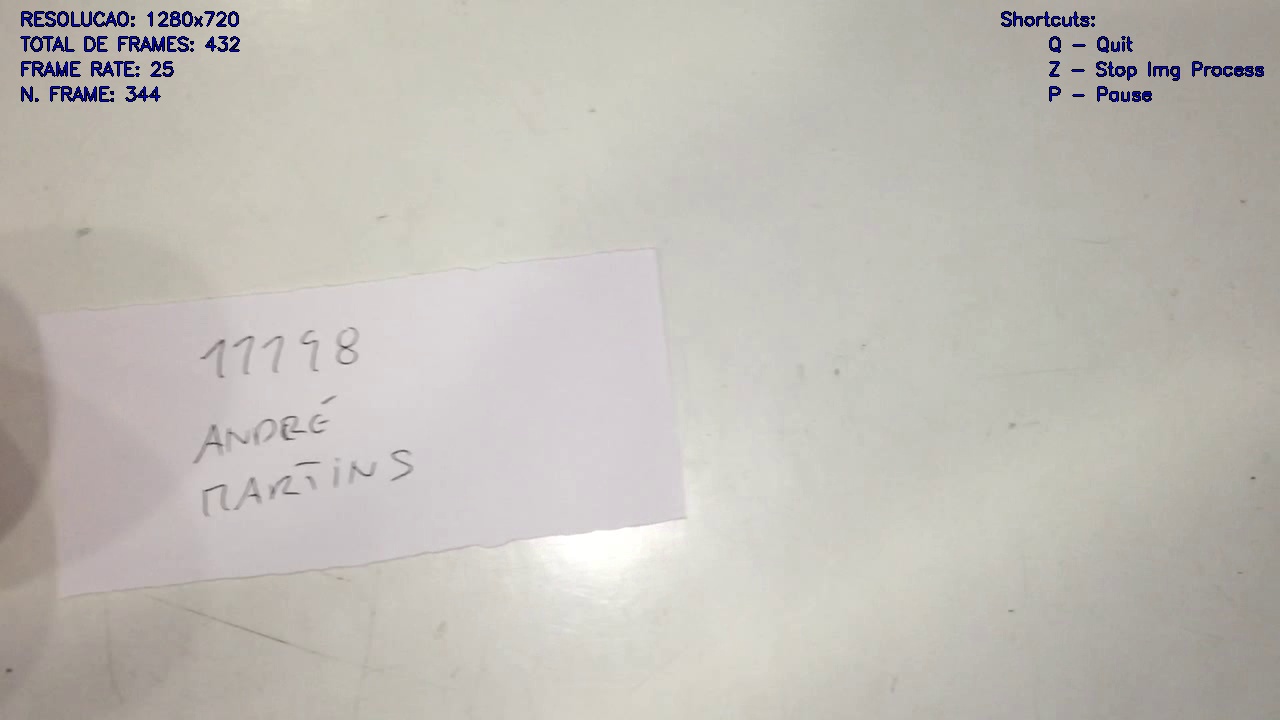 RESOLUCAO: 1280x720
TOTAL DE FRAMES: 432
FRAME RATE: 25
N. FRAME: 344
Shortcuts:
Q - Quit
Z - Stop Img Process
P - Pause
11198
ANDRÉ
MARTINS